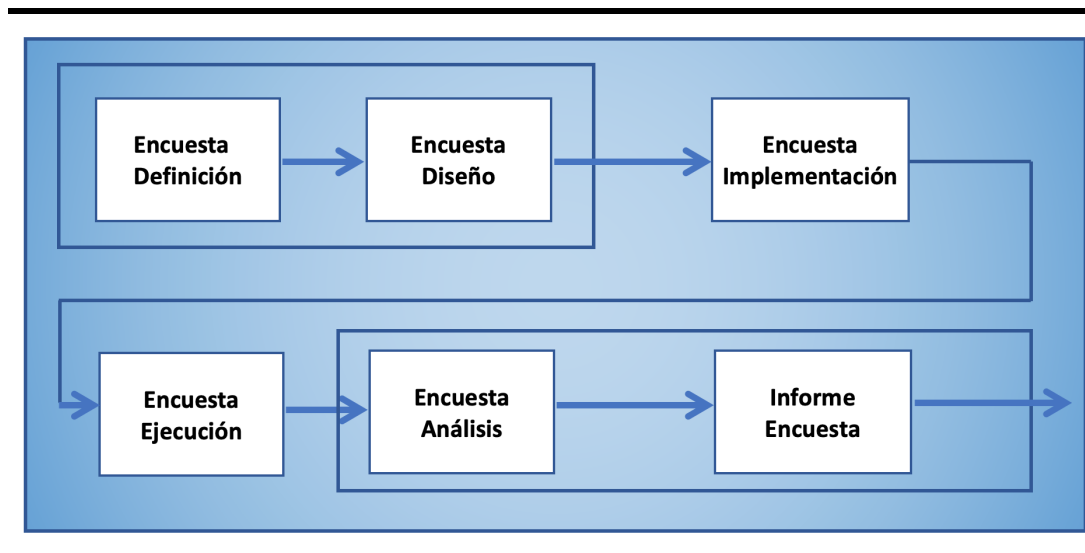 Encuesta
Definición
Encuesta
Diseño
Encuesta
Implementación
Encuesta
Ejecución
Encuesta
Análisis
Informe
Encuesta